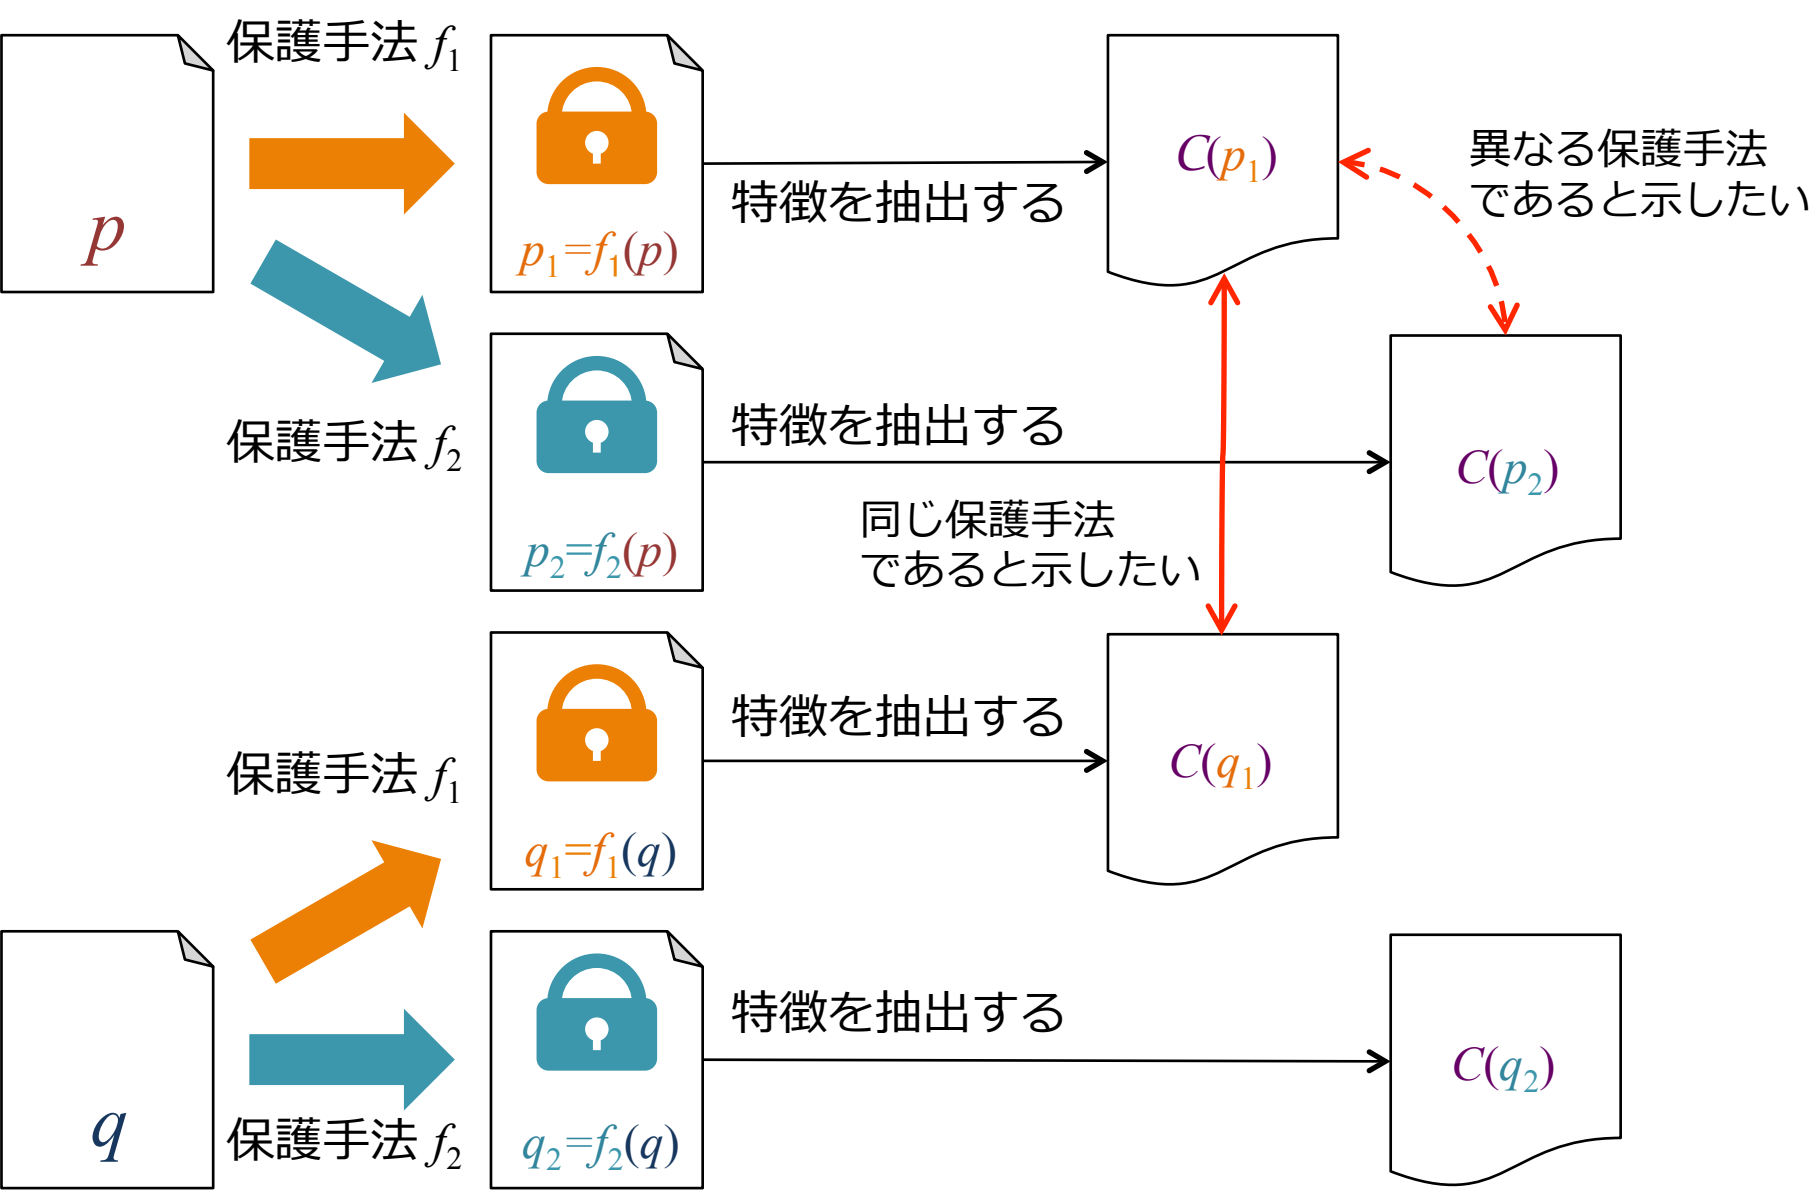 保護手法 f1
p
p1=f1(p)
特徴を抽出する
C(p1)
異なる保護手法
であると示したい
保護手法 f2
p2=f2(p)
特徴を抽出する
C(p2)
同じ保護手法
であると示したい
保護手法 f1
q1=f1(q)
特徴を抽出する
C(q1)
q
保護手法 f2
q2=f2(q)
特徴を抽出する
C(q2)